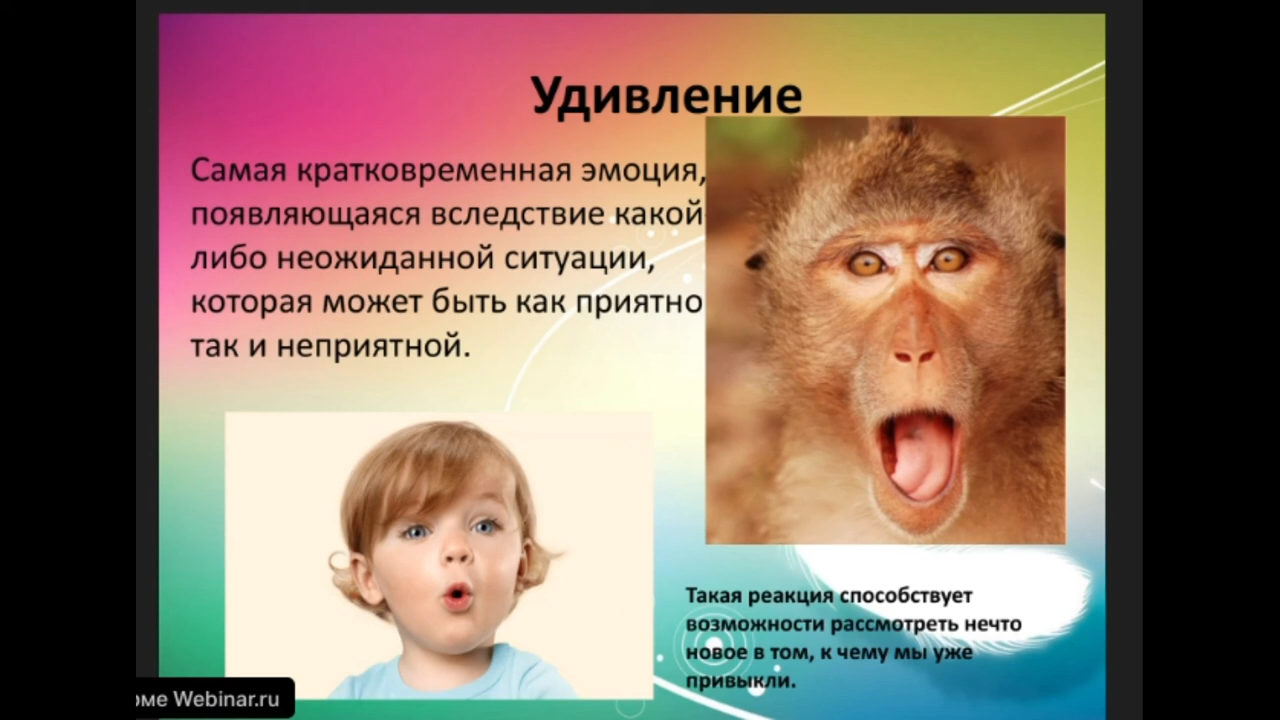 Удивление
Самая кратковременная эмоция,
появляющаяся вследствие какой-
либо неожиданной ситуации,
которая может быть как приятно
так и неприятной.
Такая реакция способствует
возможности рассмотреть нечто
новое в том, к чему мы уже
привыкли.
Webinar.ru